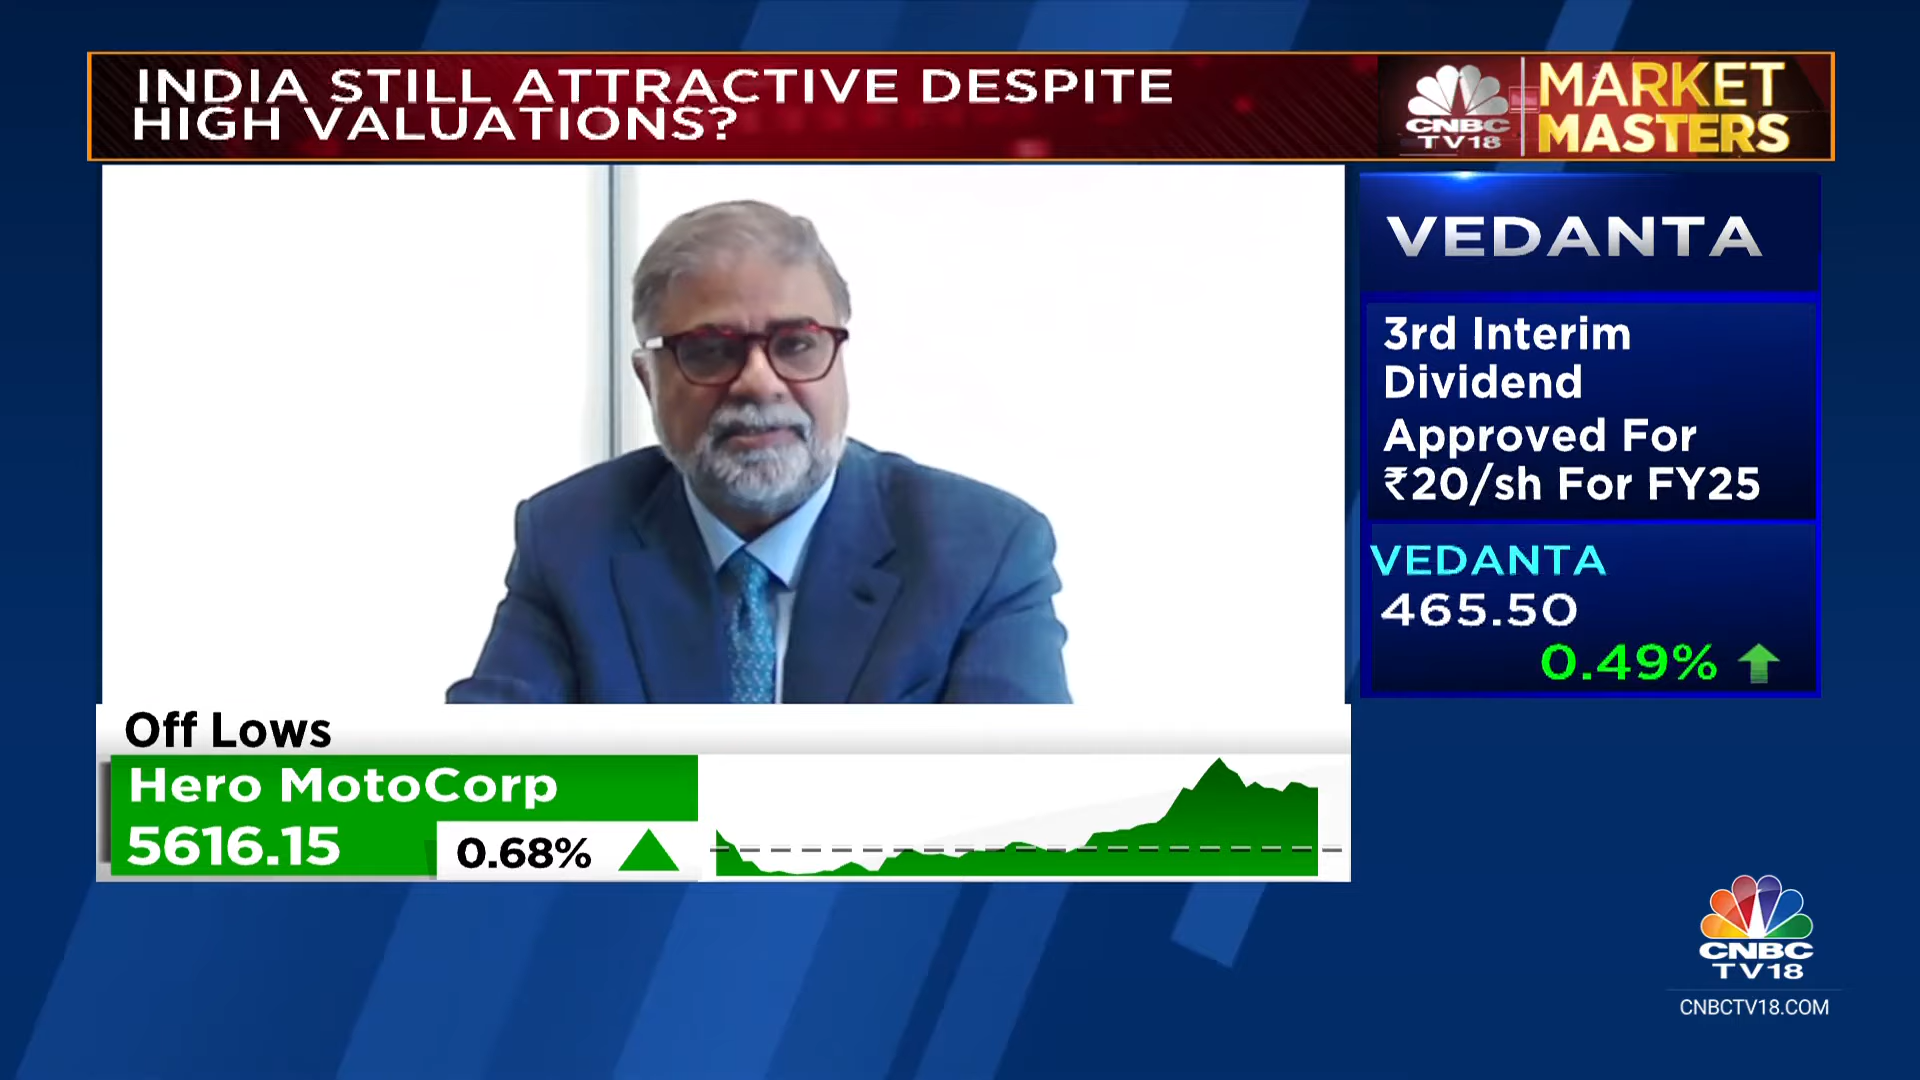 INDIA STILL ATTRACTIVE DESPITE
HIGH VALUATIONS?
CNBC
TV18
MARKET
MASTERS
VEDANTA
3rd Interim
Dividend
Approved For
₹20/sh For FY25
VEDANTA
465.50
0.49%
Off Lows
Hero MotoCorp
5616.15
0.68%
CNBC
TV18
CNBCTV18.COM